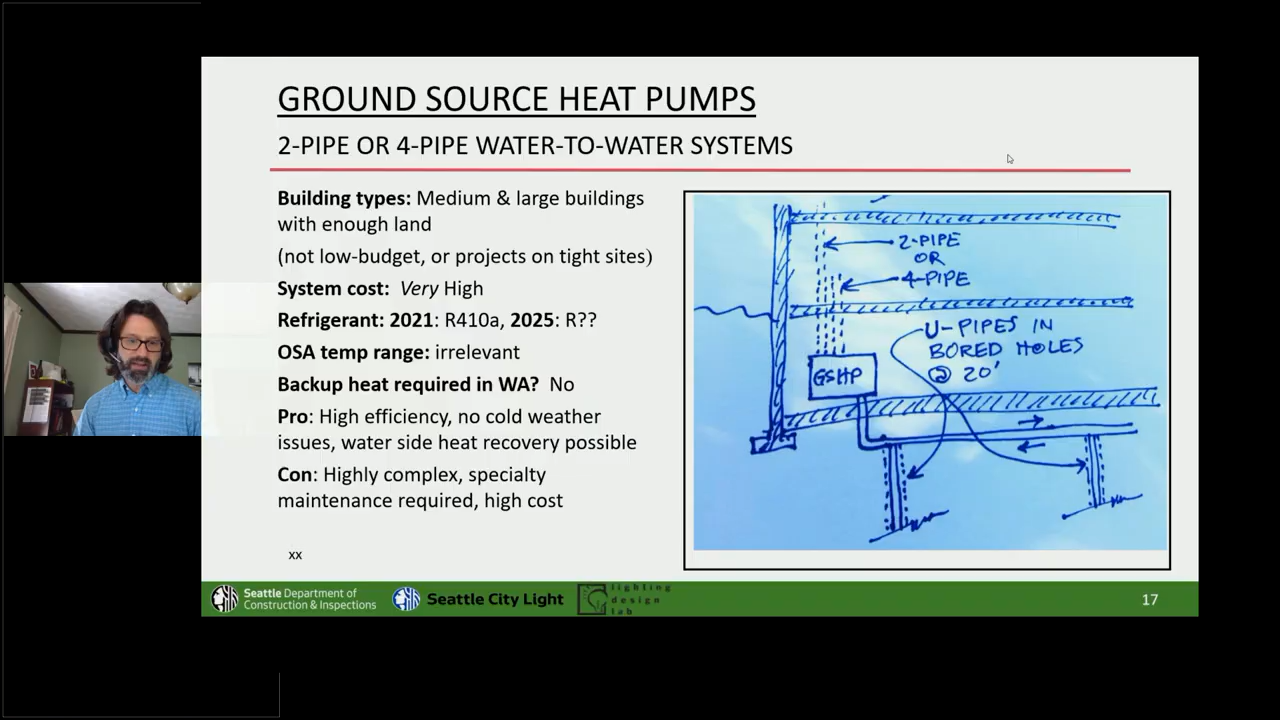 GROUND SOURCE HEAT PUMPS
2-PIPE OR 4-PIPE WATER-TO-WATER SYSTEMS
Building types: Medium & large buildings
with enough land
(not low-budget, or projects on tight sites)
System cost: Very High
Refrigerant: 2021: R410a, 2025: R??
OSA temp range: irrelevant
Backup heat required in WA? No
Pro: High efficiency, no cold weather
issues, water side heat recovery possible
Con: Highly complex, specialty
maintenance required, high cost
xx
2-PIPE
OR
4-PIPE
U-PIPES IN
BORED HOLES
@ 20'
GSHP
Seattle Department of
Construction & Inspections
Seattle City Light
lighting
design
lab
17